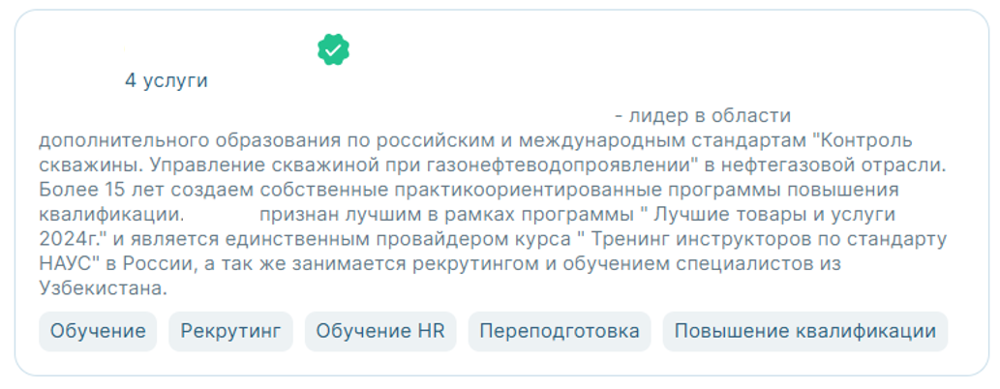 4 услуги
- лидер в области
дополнительного образования по российским и международным стандартам "Контроль
скважины. Управление скважиной при газонефтеводопроявлении" в нефтегазовой отрасли.
Более 15 лет создаем собственные практикоориентированные программы повышения
квалификации. признан лучшим в рамках программы " Лучшие товары и услуги
2024г." и является единственным провайдером курса " Тренинг инструкторов по стандарту
НАУС" в России, а так же занимается рекрутингом и обучением специалистов из
Узбекистана.
Обучение Рекрутинг Обучение HR Переподготовка Повышение квалификации